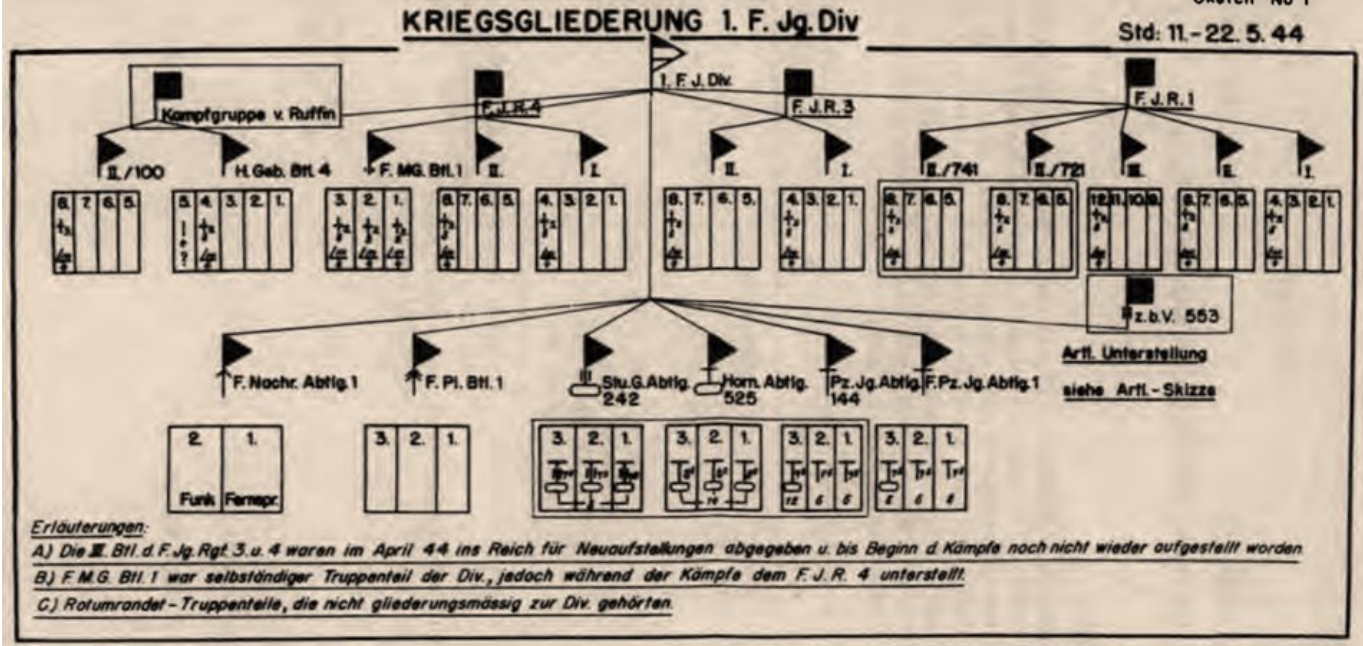 KRIEGSGLIEDERUNG 1. F. Jg. Div
No 1
Std: 11.-22. 5. 44
1. F. J. Div.
Kampfgruppe v. Ruffin
F. J. R. 4
F. J. R. 3
F. J. R. 1
II./100
H. Geb. Btl. 4
F. MG. Btl. 1
II.
I.
II.
I.
II./741
II./721
III.
II.
I.
8. 7. 6. 5.
5. 4. 3. 2. 1.
3. 2. 1.
8. 7. 6. 5.
4. 3. 2. 1.
8. 7. 6. 5.
4. 3. 2. 1.
8. 7. 6. 5.
8. 7. 6. 5.
12. 11. 10. 9.
8. 7. 6. 5.
4. 3. 2. 1.
z. b. V. 553
Artl. Unterstellung
siehe Artl.-Skizze
F. Nachr. Abtlg. 1
F. Pi. Btl. 1
Stu. G. Abtlg. 242
Horn. Abtlg. 525
Pz. Jg. Abtlg. 144
F. Pz. Jg. Abtlg. 1
2. 1.
Funk Fernspr.
3. 2. 1.
3. 2. 1.
3. 2. 1.
3. 2. 1.
3. 2. 1.
Erläuterungen:
A.) Die III. Btl. d. F. Jg. Rgt. 3. u. 4 waren im April 44 ins Reich für Neuaufstellungen abgegeben u. bis Beginn d. Kämpfe noch nicht wieder aufgestellt worden.
B.) F. M. G. Btl. 1 war selbständiger Truppenteil der Div., jedoch während der Kämpfe dem F. J. R. 4 unterstellt.
C.) Rotumrandet - Truppenteile, die nicht gliederungsmässig zur Div. gehörten.